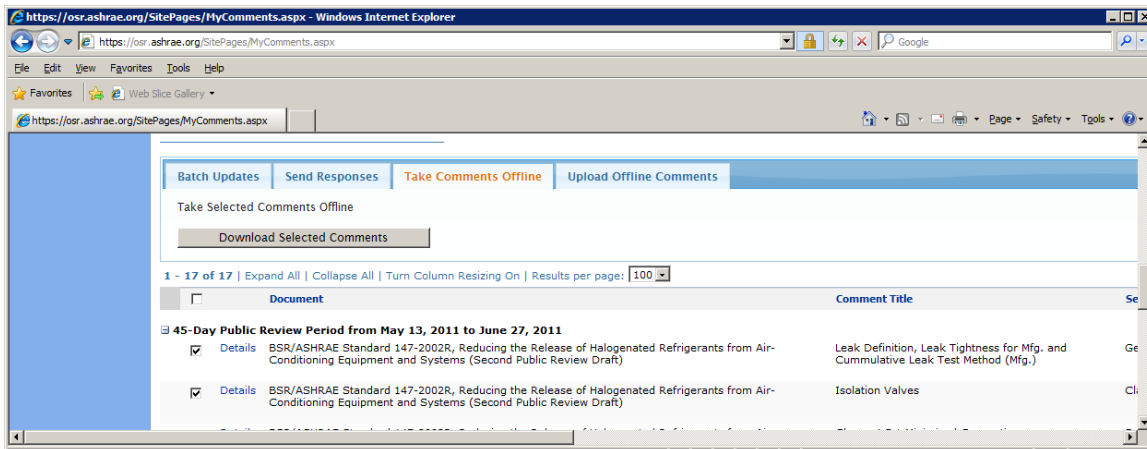 https://osr.ashrae.org/SitePages/MyComments.aspx - Windows Internet Explorer
https://osr.ashrae.org/SitePages/MyComments.aspx
Google
File Edit View Favorites Tools Help
Favorites Web Slice Gallery
https://osr.ashrae.org/SitePages/MyComments.aspx
Page Safety Tools
Batch Updates Send Responses Take Comments Offline Upload Offline Comments
Take Selected Comments Offline
Download Selected Comments
1 - 17 of 17 | Expand All | Collapse All | Turn Column Resizing On | Results per page: 100
Document Comment Title Se
45-Day Public Review Period from May 13, 2011 to June 27, 2011
Details BSR/ASHRAE Standard 147-2002R, Reducing the Release of Halogenated Refrigerants from Air- Leak Definition, Leak Tightness for Mfg. and Ge
Conditioning Equipment and Systems (Second Public Review Draft) Cummulative Leak Test Method (Mfg.)
Details BSR/ASHRAE Standard 147-2002R, Reducing the Release of Halogenated Refrigerants from Air- Isolation Valves Cla
Conditioning Equipment and Systems (Second Public Review Draft)